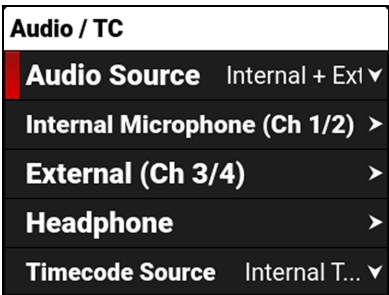 Audio / TC
Audio Source Internal + Ext
Internal Microphone (Ch 1/2)
External (Ch 3/4)
Headphone
Timecode Source Internal T...